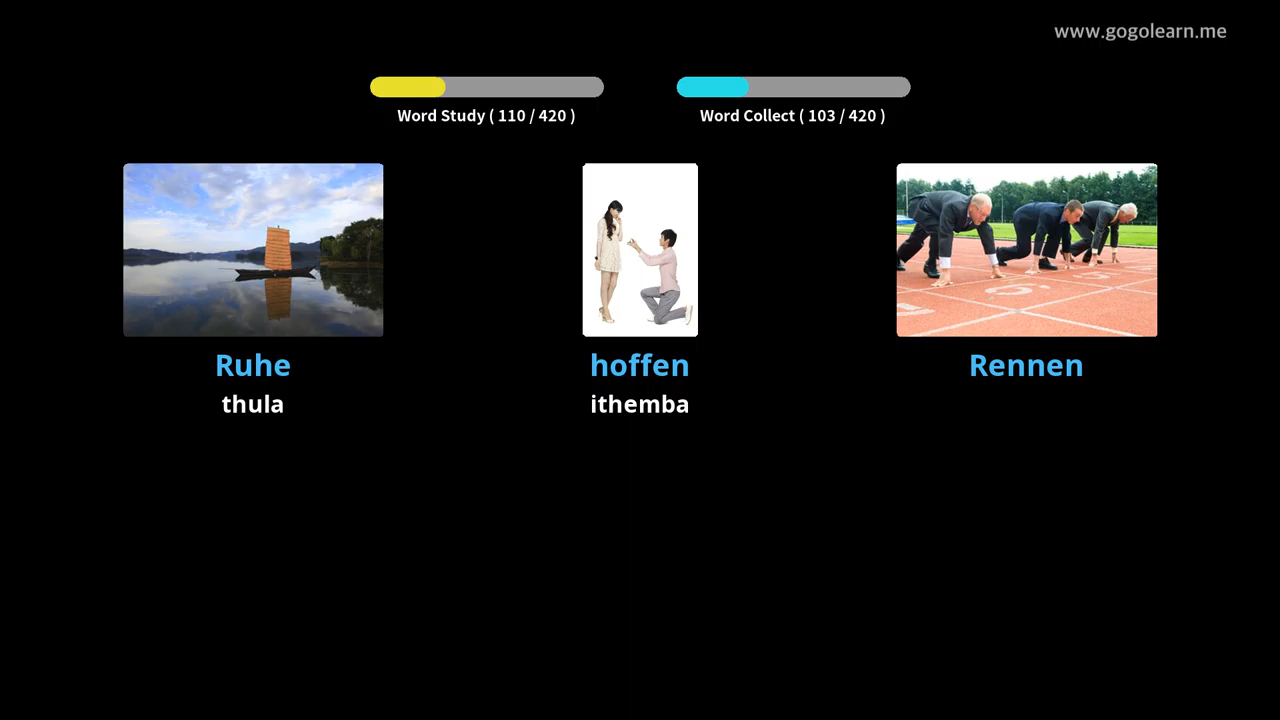 www.gogolearn.me
Word Study ( 110 / 420 )
Word Collect ( 103 / 420 )
Ruhe
thula
hoffen
ithemba
Rennen